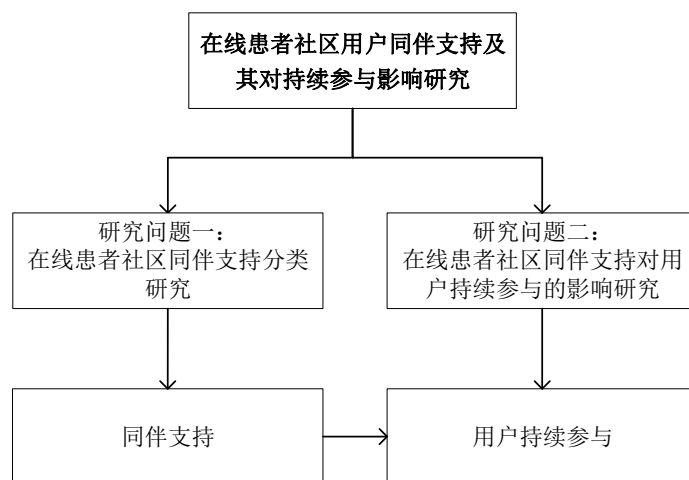 在线患者社区用户同伴支持及
其对持续参与影响研究
研究问题一：
在线患者社区同伴支持分类
研究
研究问题二：
在线患者社区同伴支持对用
户持续参与的影响研究
同伴支持
用户持续参与